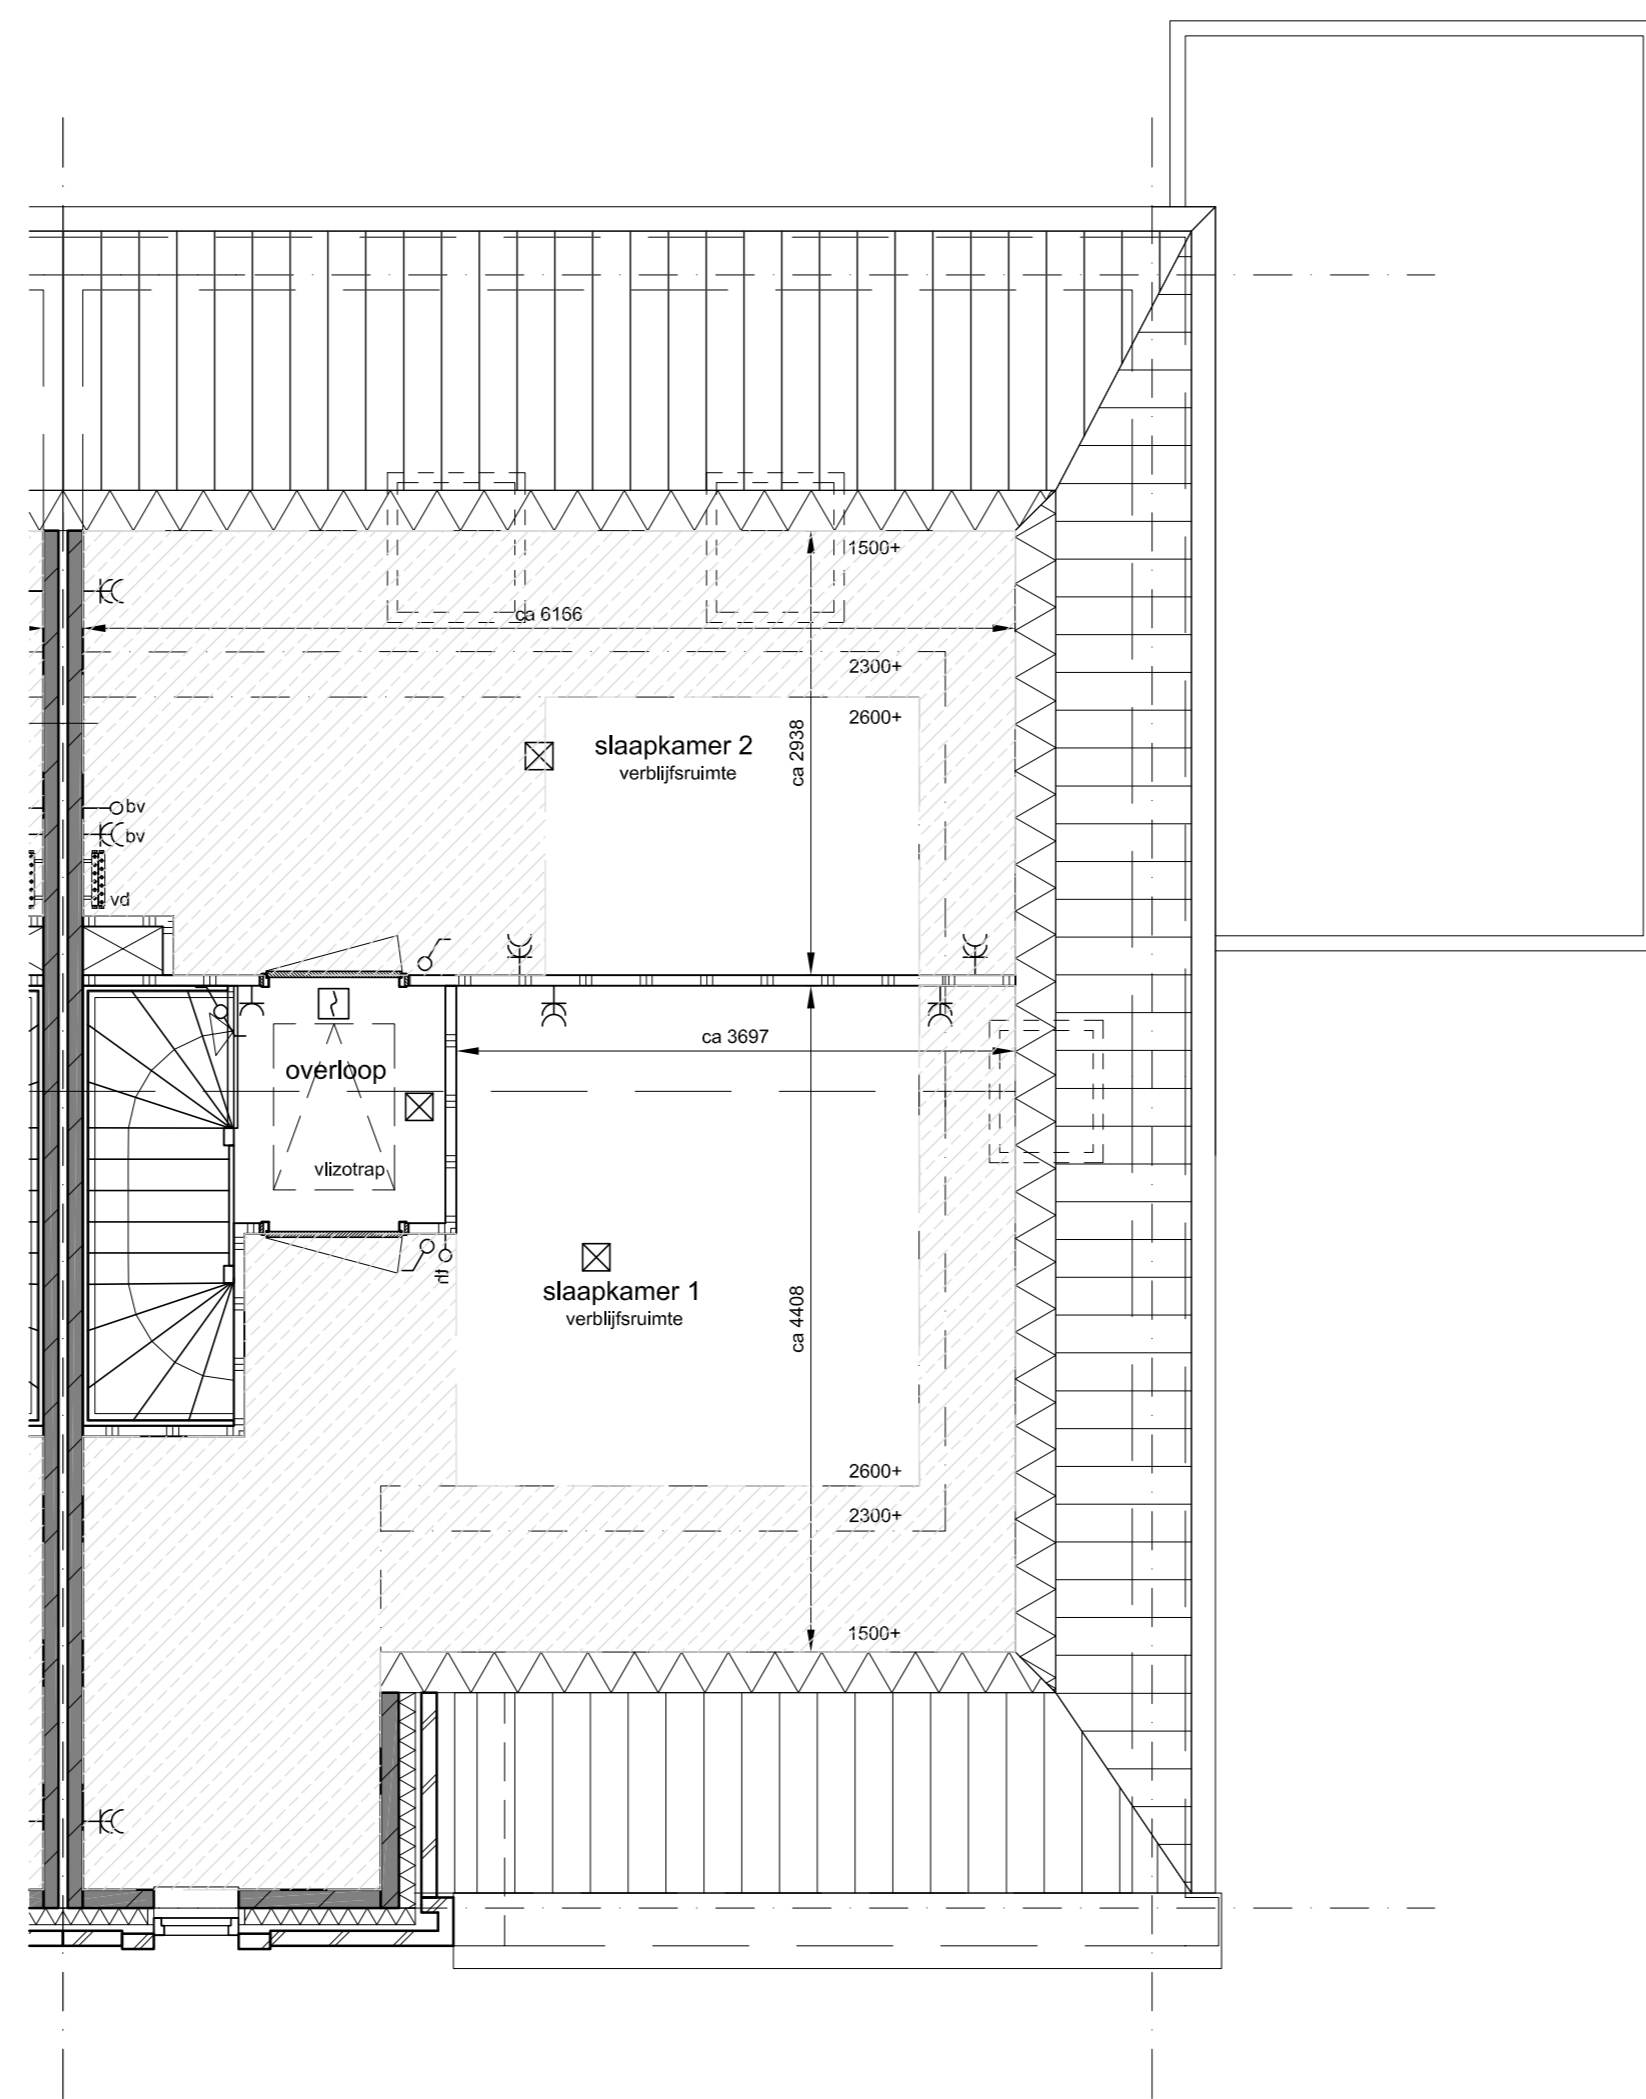 1500+
ca 6166
2300+
2600+
slaapkamer 2
verblijfsruimte
ca 2938
bv
bv
vd
ca 3697
overloop
vlizotrap
th
slaapkamer 1
verblijfsruimte
ca 4408
2600+
2300+
1500+